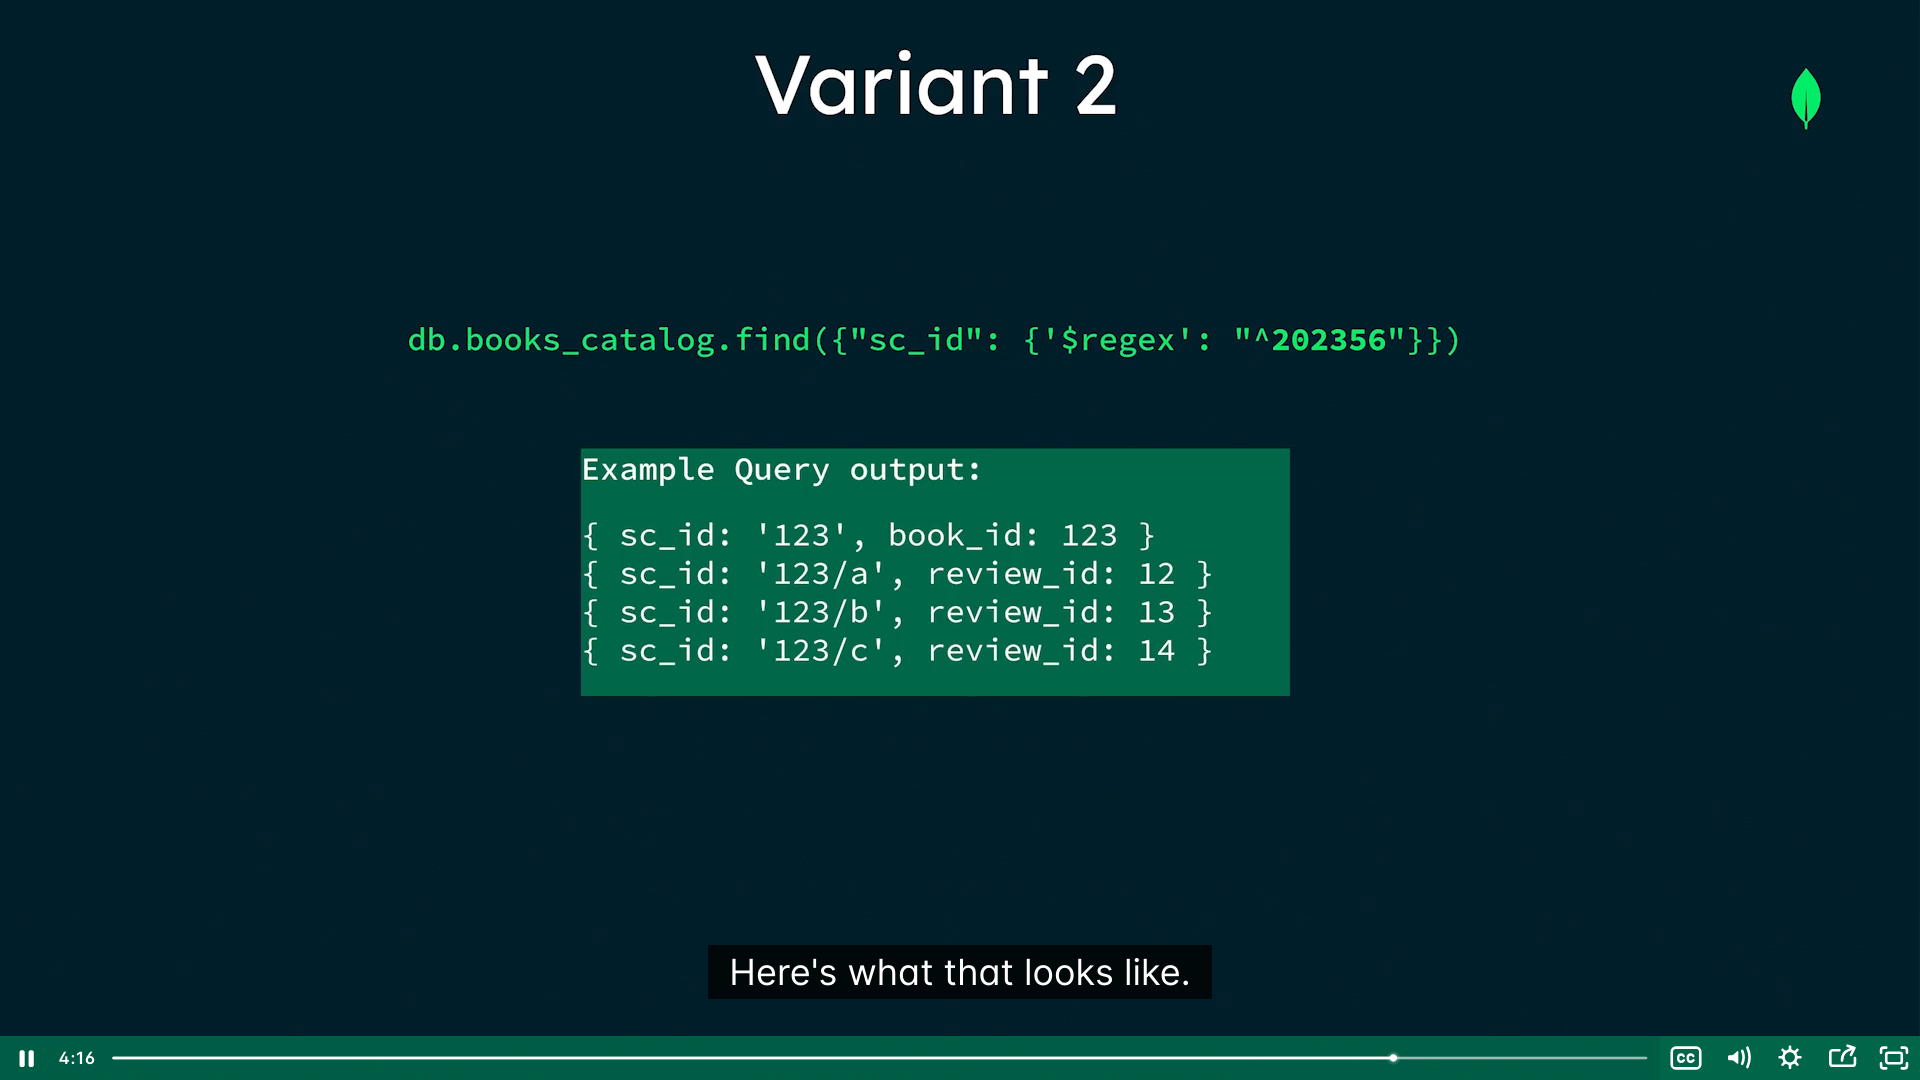 Variant 2
db.books_catalog.find({"sc_id": {'$regex': "^202356"}})
Example Query output:
{ sc_id: '123', book_id: 123 }
{ sc_id: '123/a', review_id: 12 }
{ sc_id: '123/b', review_id: 13 }
{ sc_id: '123/c', review_id: 14 }
Here's what that looks like.
4:16
CC